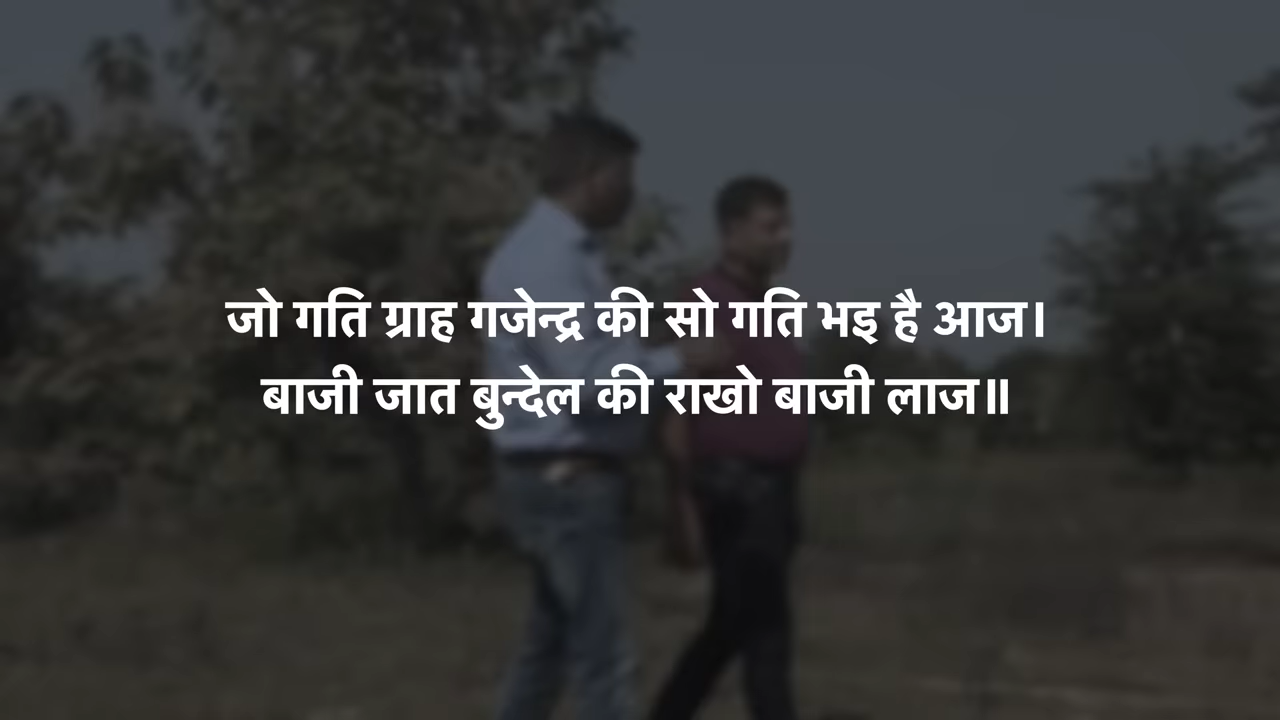 जो गति ग्राह गजेन्द्र की सो गति भइ है आज।
बाजी जात बुन्देल की राखो बाजी लाज॥